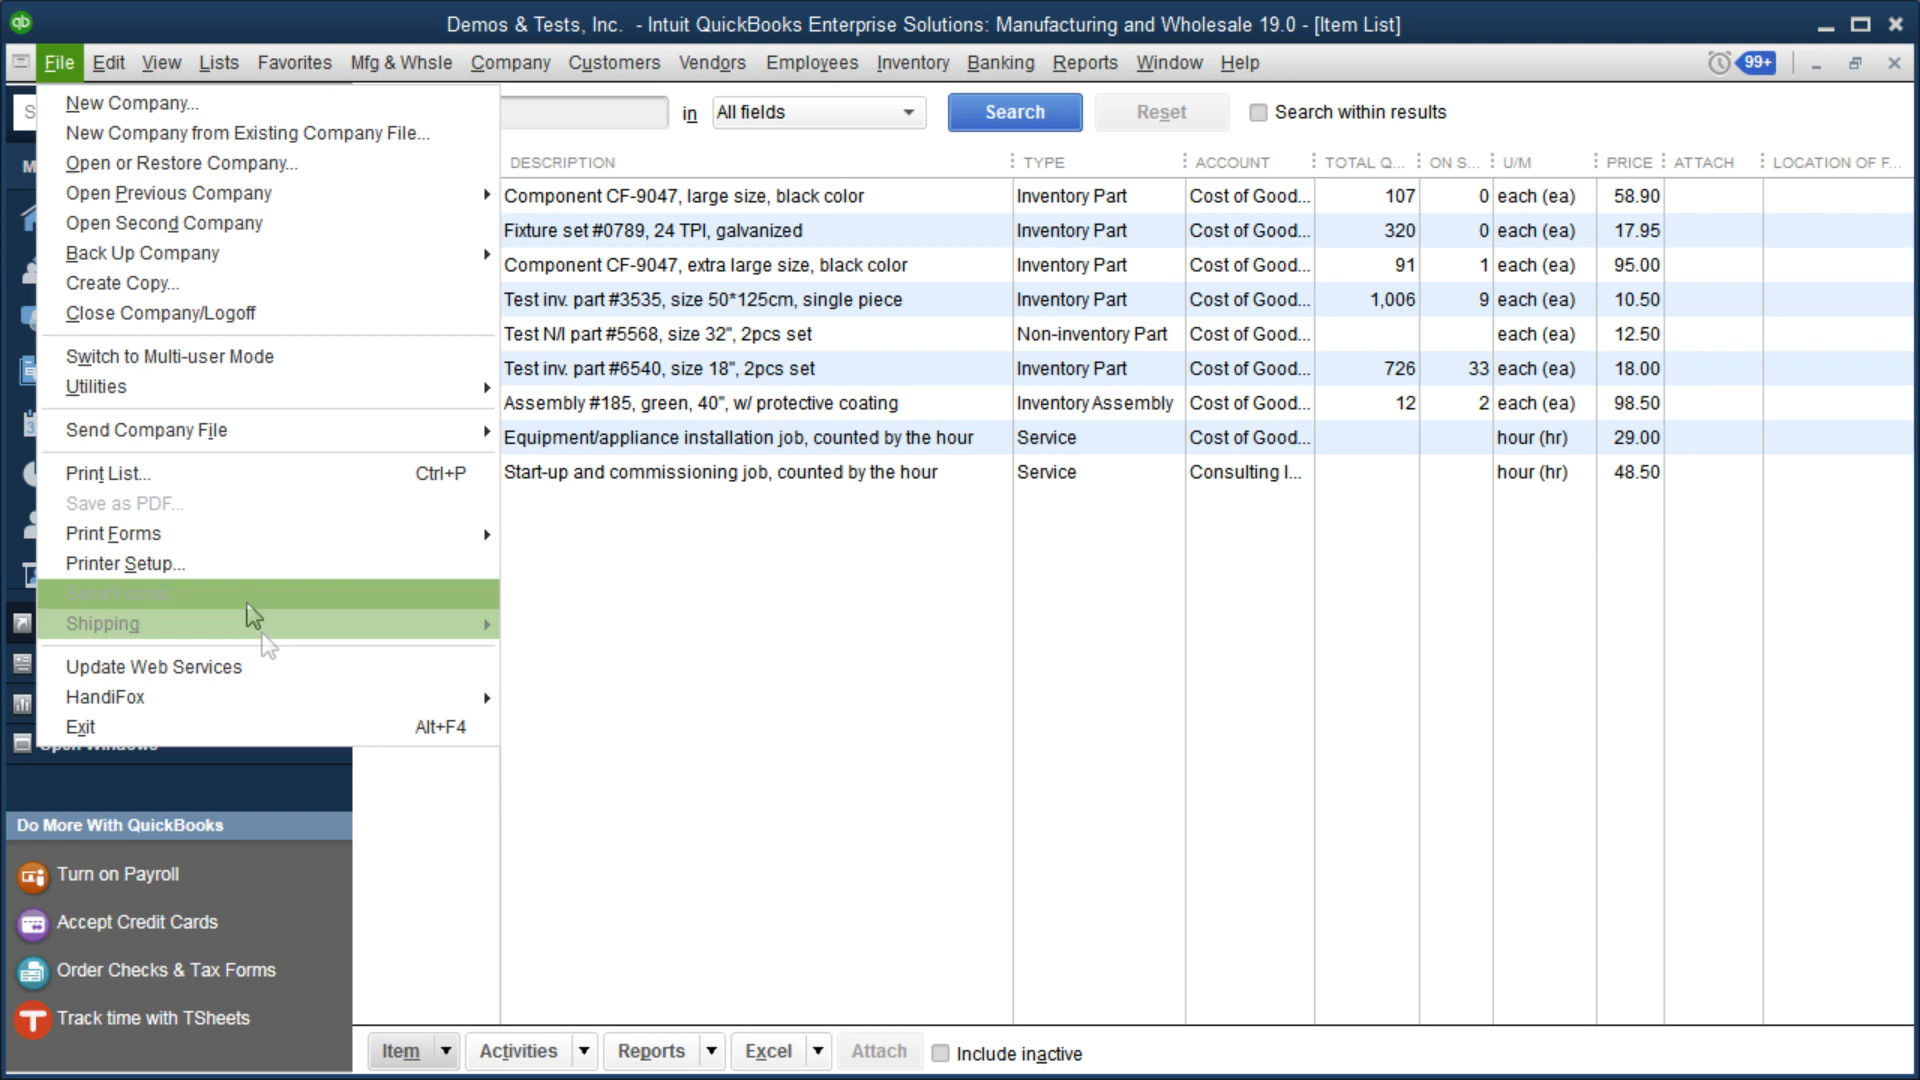 qb
Demos & Tests, Inc. - Intuit QuickBooks Enterprise Solutions: Manufacturing and Wholesale 19.0 - [Item List]
File Edit View Lists Favorites Mfg & Whsle Company Customers Vendors Employees Inventory Banking Reports Window Help 99+
New Company...
New Company from Existing Company File...
Open or Restore Company...
Open Previous Company
Open Second Company
Back Up Company
Create Copy...
Close Company/Logoff
Switch to Multi-user Mode
Utilities
Send Company File
Print List... Ctrl+P
Save as PDF...
Print Forms
Printer Setup...
Shipping
Update Web Services
HandiFox
Exit Alt+F4
Open Windows
Do More With QuickBooks
Turn on Payroll
Accept Credit Cards
Order Checks & Tax Forms
Track time with TSheets
in All fields Search Reset Search within results
DESCRIPTION TYPE ACCOUNT TOTAL Q... ON S... U/M PRICE ATTACH LOCATION OF F...
Component CF-9047, large size, black color Inventory Part Cost of Good... 107 0 each (ea) 58.90
Fixture set #0789, 24 TPI, galvanized Inventory Part Cost of Good... 320 0 each (ea) 17.95
Component CF-9047, extra large size, black color Inventory Part Cost of Good... 91 1 each (ea) 95.00
Test inv. part #3535, size 50*125cm, single piece Inventory Part Cost of Good... 1,006 9 each (ea) 10.50
Test N/I part #5568, size 32", 2pcs set Non-inventory Part Cost of Good... each (ea) 12.50
Test inv. part #6540, size 18", 2pcs set Inventory Part Cost of Good... 726 33 each (ea) 18.00
Assembly #185, green, 40", w/ protective coating Inventory Assembly Cost of Good... 12 2 each (ea) 98.50
Equipment/appliance installation job, counted by the hour Service Cost of Good... hour (hr) 29.00
Start-up and commissioning job, counted by the hour Service Consulting I... hour (hr) 48.50
Item Activities Reports Excel Attach Include inactive